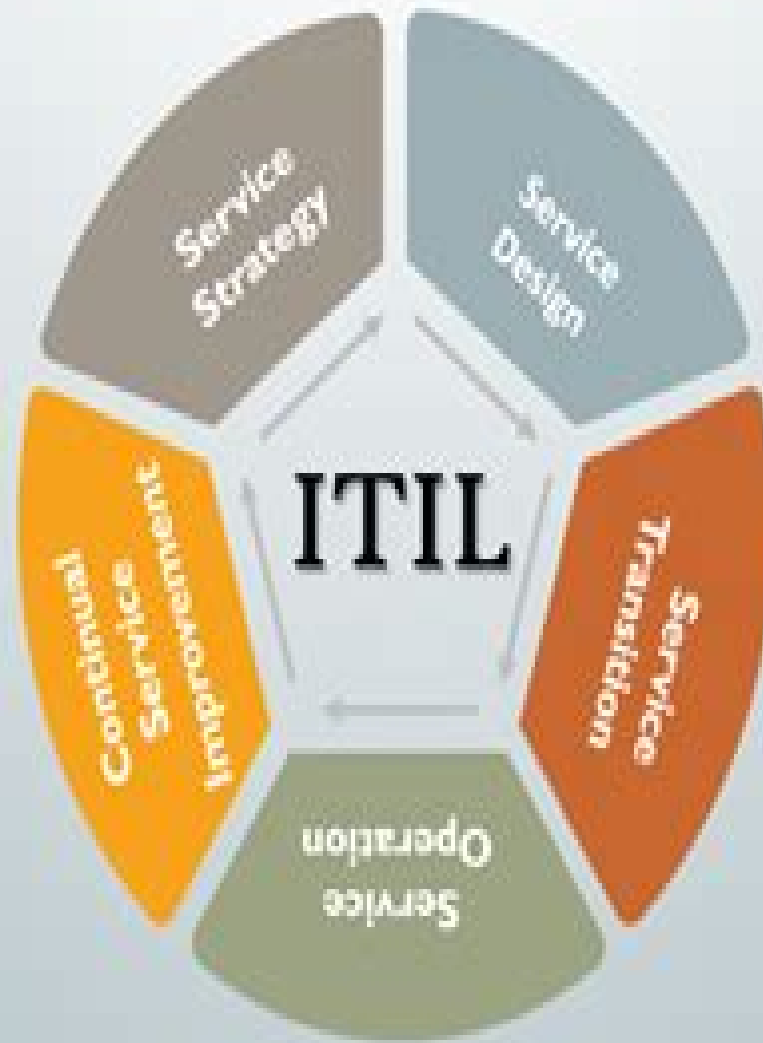 Service
Strategy
Service
Design
Service
Transition
Service
Operation
Continual
Service
Improvement
ITIL